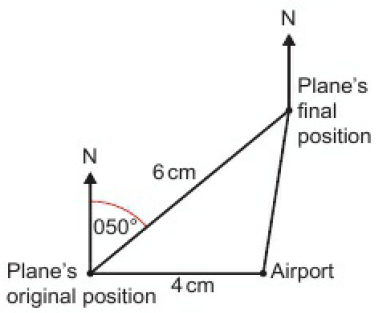 N
Plane's
final
position
N
6 cm
050°
Plane's
original position
4 cm
Airport